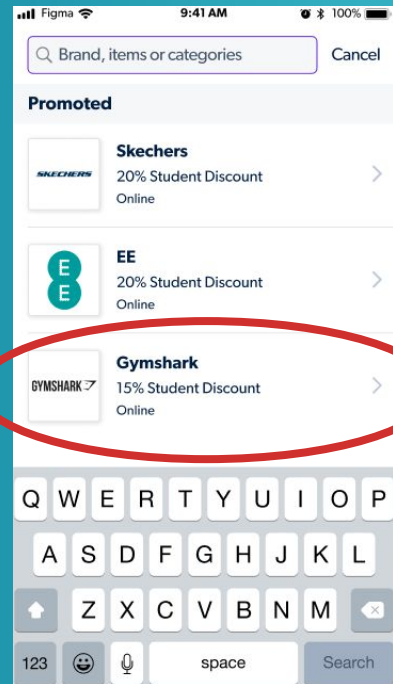 Figma 9:41 AM 100%
Brand, items or categories Cancel
Promoted
SKECHERS
Skechers
20% Student Discount
Online
E
E
EE
20% Student Discount
Online
GYMSHARK
Gymshark
15% Student Discount
Online
Q W E R T Y U I O P
A S D F G H J K L
Z X C V B N M
123 space Search